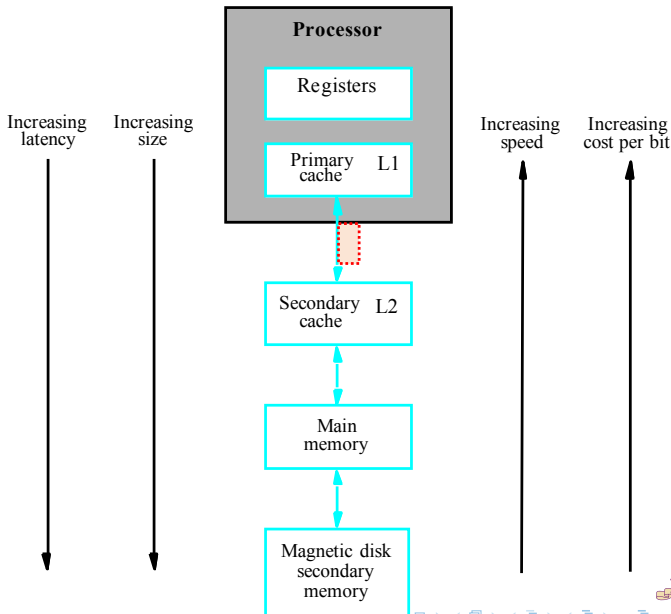 Processor
Registers
Increasing
latency
Increasing
size
Increasing
speed
Increasing
cost per bit
Primary L1
cache
Secondary L2
cache
Main
memory
Magnetic disk
secondary
memory